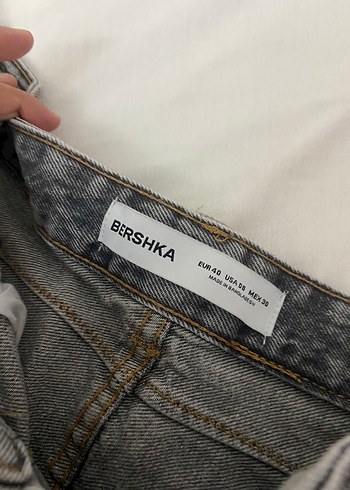 BERSHKA
EUR 40 USA 08 MEX 30
MADE IN BANGLADESH